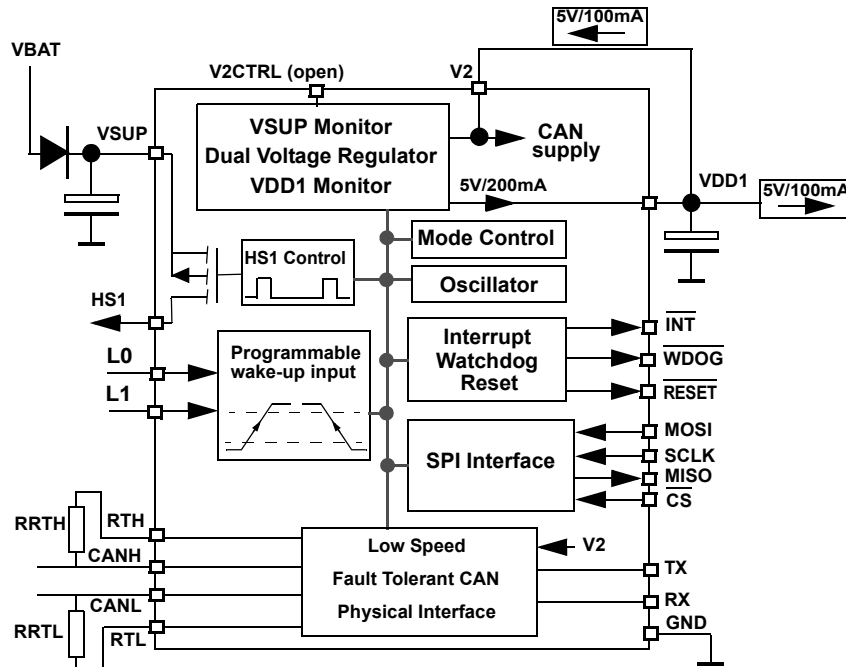 5V/100mA
VBAT
V2CTRL (open)
V2
VSUP
VSUP Monitor
Dual Voltage Regulator
VDD1 Monitor
CAN
supply
5V/200mA
VDD1
5V/100mA
Mode Control
HS1 Control
Oscillator
HS1
L0
L1
Programmable
wake-up input
Interrupt
Watchdog
Reset
INT
WDOG
RESET
SPI Interface
MOSI
SCLK
MISO
CS
RRTH
RTH
CANH
CANL
RRTL
RTL
Low Speed
Fault Tolerant CAN
Physical Interface
V2
TX
RX
GND